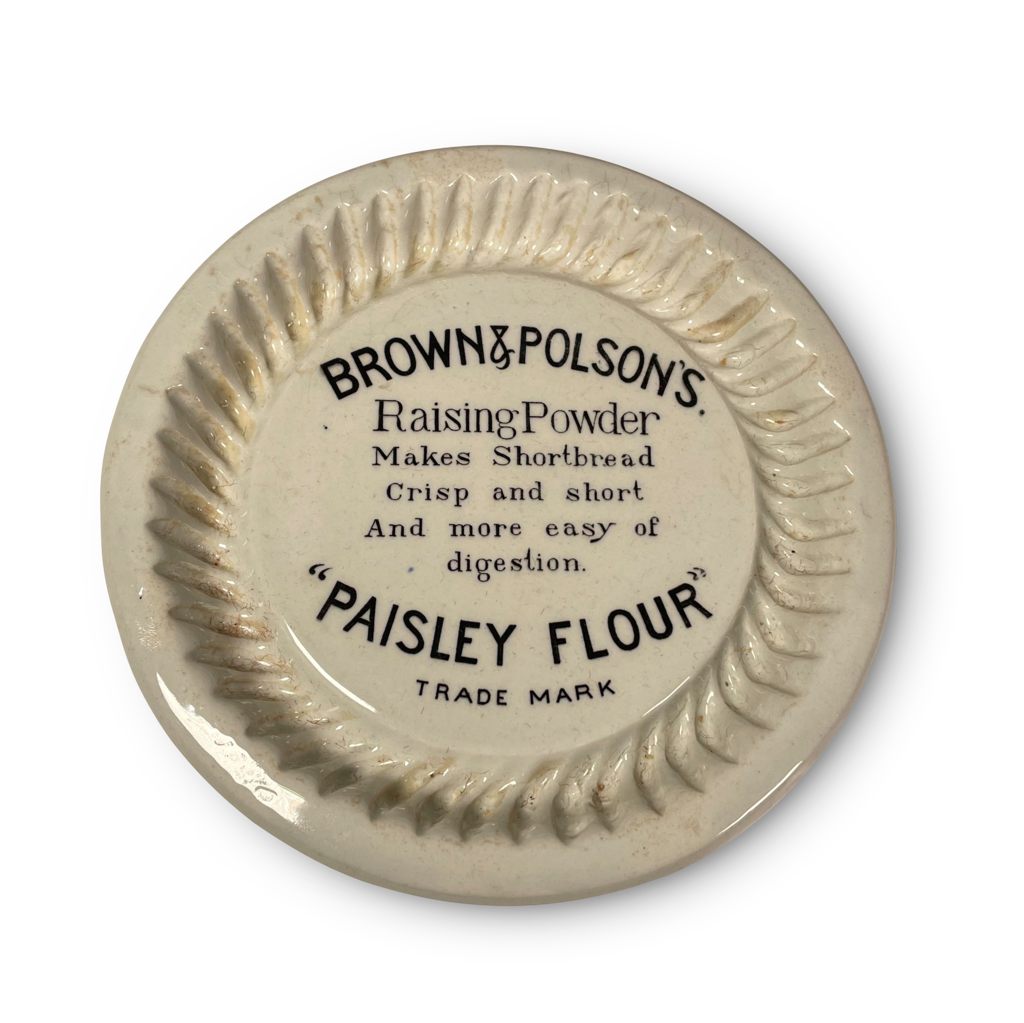 BROWN & POLSON'S.
Raising Powder
Makes Shortbread
Crisp and short
And more easy of
digestion.
"PAISLEY FLOUR"
TRADE MARK